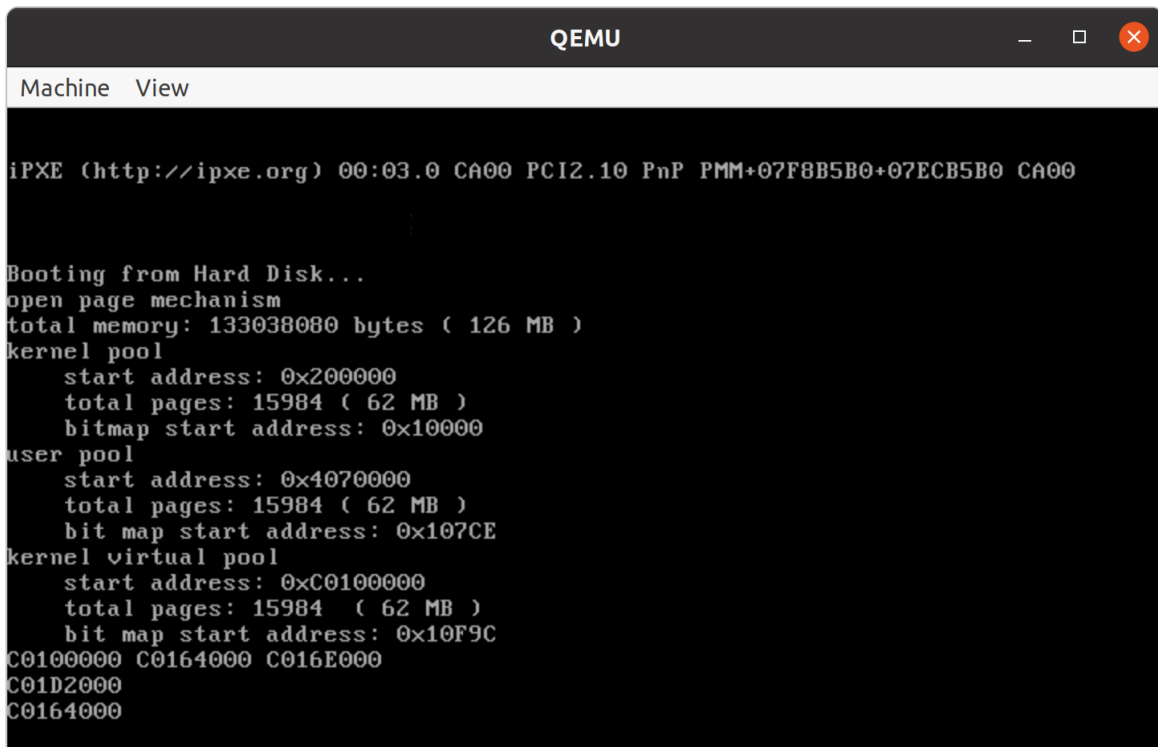 QEMU
Machine View
iPXE (http://ipxe.org) 00:03.0 CA00 PCI2.10 PnP PMM+07F8B5B0+07ECB5B0 CA00
Booting from Hard Disk...
open page mechanism
total memory: 133038080 bytes ( 126 MB )
kernel pool
    start address: 0x200000
    total pages: 15984 ( 62 MB )
    bitmap start address: 0x10000
user pool
    start address: 0x4070000
    total pages: 15984 ( 62 MB )
    bit map start address: 0x107CE
kernel virtual pool
    start address: 0xC0100000
    total pages: 15984  ( 62 MB )
    bit map start address: 0x10F9C
C0100000 C0164000 C016E000
C01D2000
C0164000